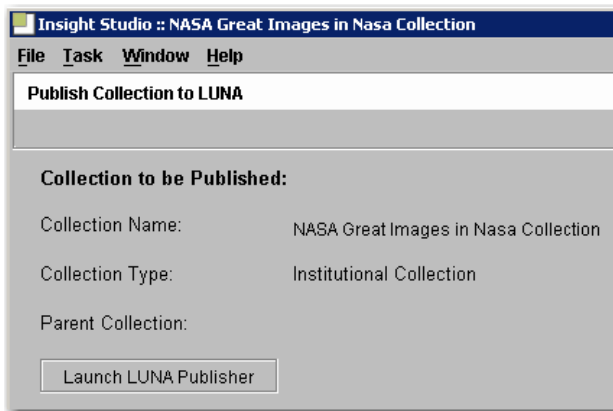 Insight Studio :: NASA Great Images in Nasa Collection
File Task Window Help
Publish Collection to LUNA
Collection to be Published:
Collection Name: NASA Great Images in Nasa Collection
Collection Type: Institutional Collection
Parent Collection:
Launch LUNA Publisher